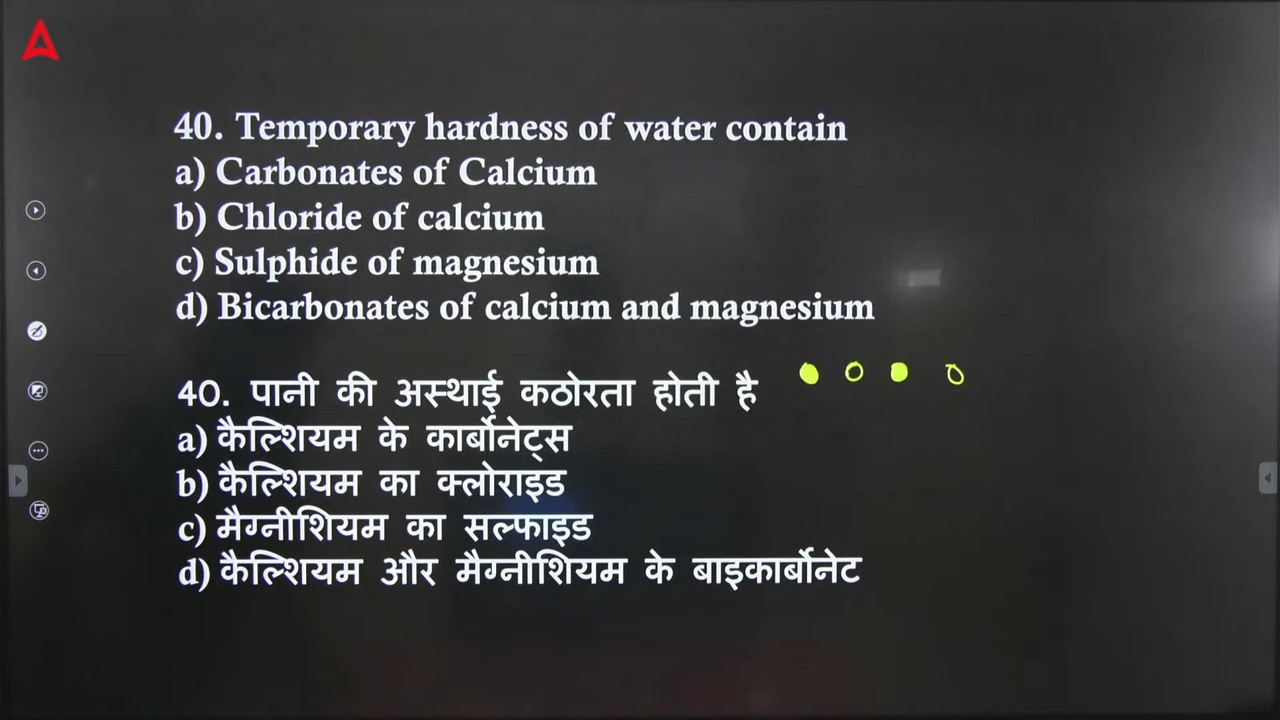 40. Temporary hardness of water contain
a) Carbonates of Calcium
b) Chloride of calcium
c) Sulphide of magnesium
d) Bicarbonates of calcium and magnesium
40. पानी की अस्थाई कठोरता होती है
a) कैल्शियम के कार्बोनेट्स
b) कैल्शियम का क्लोराइड
c) मैग्नीशियम का सल्फाइड
d) कैल्शियम और मैग्नीशियम के बाइकार्बोनेट